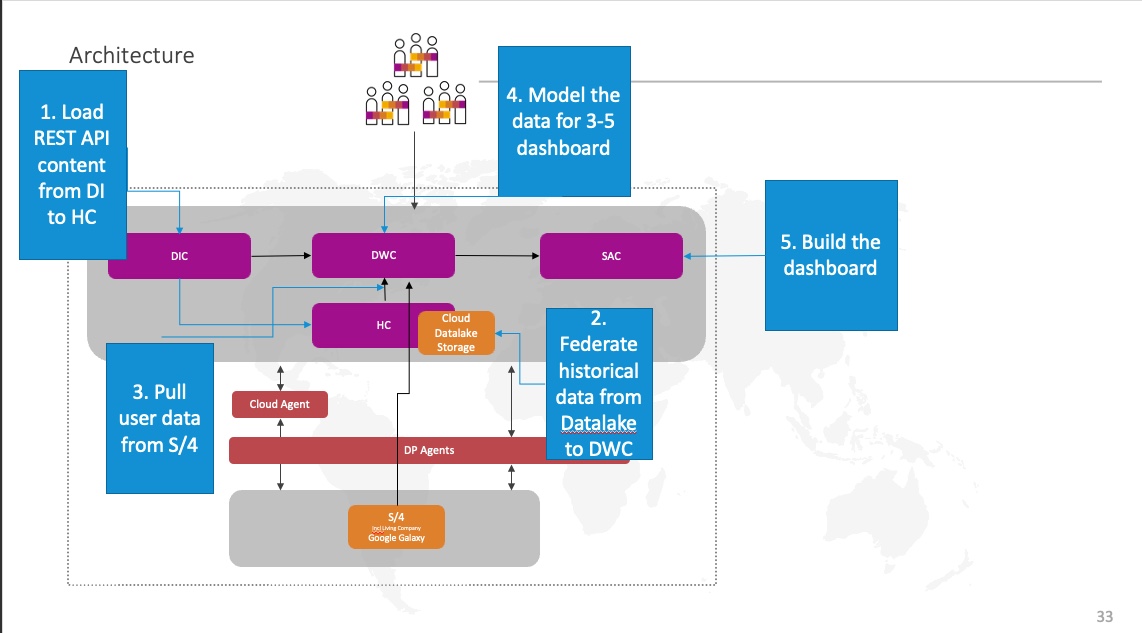 Architecture
1. Load
REST API
content
from DI
to HC
4. Model the
data for 3-5
dashboard
5. Build the
dashboard
DIC
DWC
SAC
HC
Cloud
Datalake
Storage
2.
Federate
historical
data from
Datalake
to DWC
3. Pull
user data
from S/4
Cloud Agent
DP Agents
S/4
Incl Living Company
Google Galaxy
33